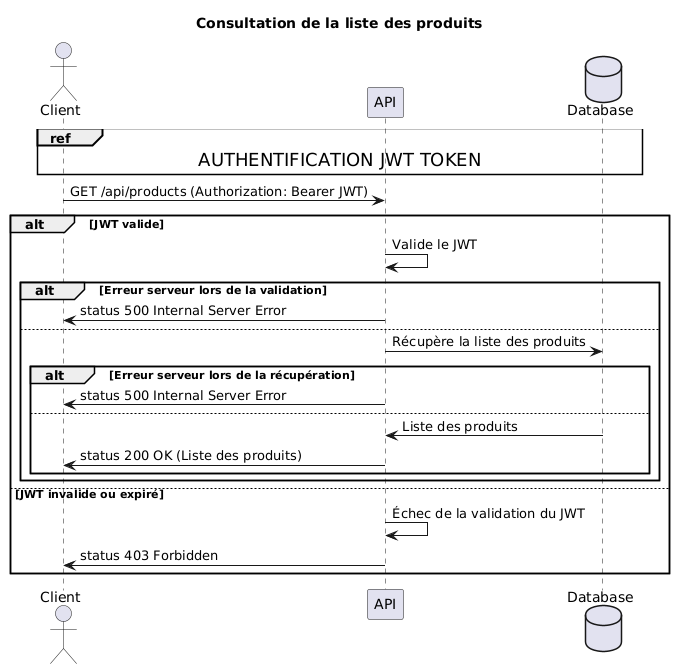 Consultation de la liste des produits
Client
API
Database
ref
AUTHENTIFICATION JWT TOKEN
GET /api/products (Authorization: Bearer JWT)
alt [JWT valide]
Valide le JWT
alt [Erreur serveur lors de la validation]
status 500 Internal Server Error
Récupère la liste des produits
alt [Erreur serveur lors de la récupération]
status 500 Internal Server Error
Liste des produits
status 200 OK (Liste des produits)
[JWT invalide ou expiré]
Échec de la validation du JWT
status 403 Forbidden
Client
API
Database